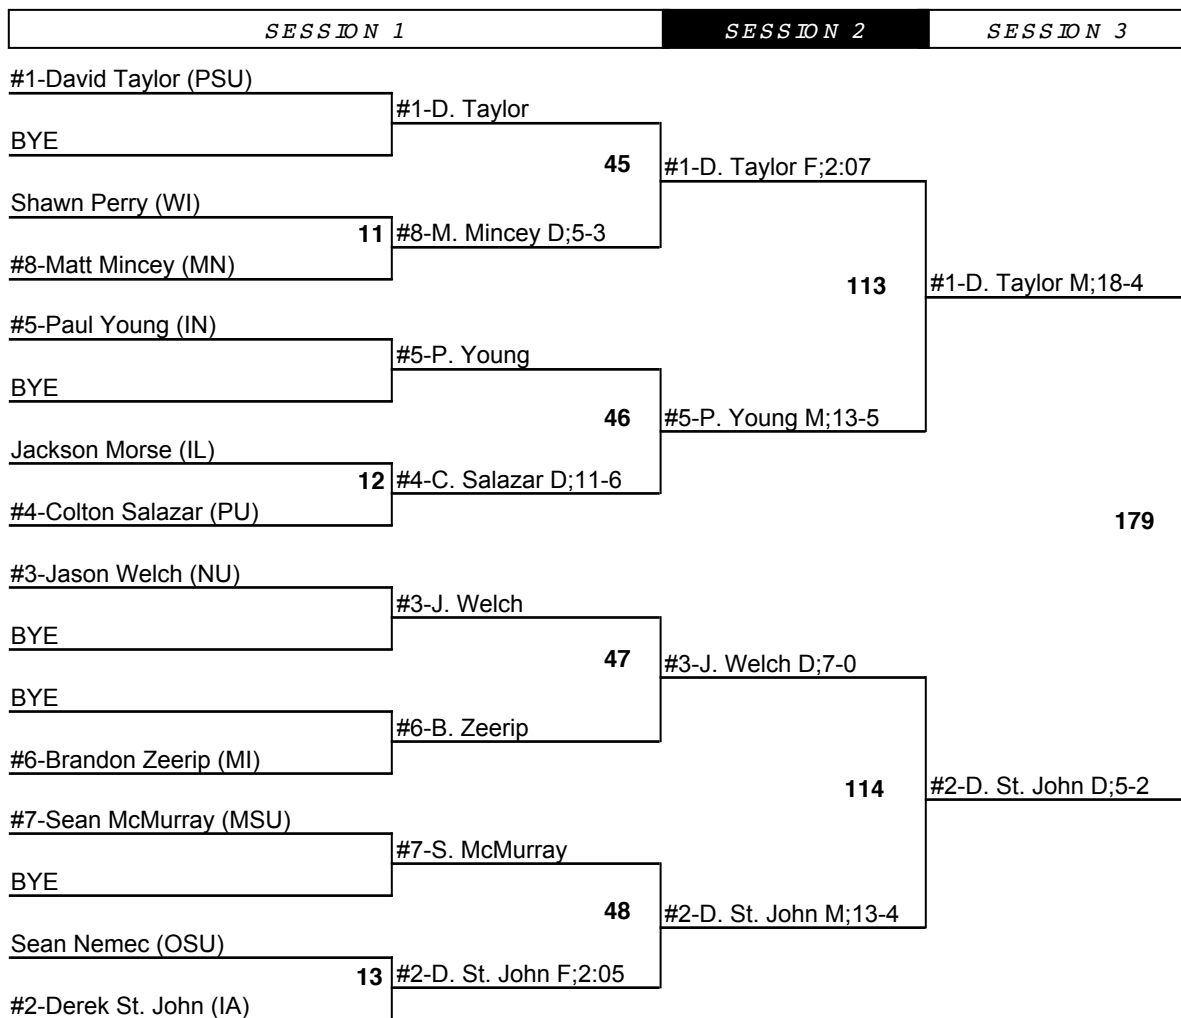 SESSION 1 SESSION 2 SESSION 3
#1-David Taylor (PSU)
#1-D. Taylor
BYE
45 #1-D. Taylor F;2:07
Shawn Perry (WI)
11 #8-M. Mincey D;5-3
#8-Matt Mincey (MN)
113 #1-D. Taylor M;18-4
#5-Paul Young (IN)
#5-P. Young
BYE
46 #5-P. Young M;13-5
Jackson Morse (IL)
12 #4-C. Salazar D;11-6
#4-Colton Salazar (PU)
179
#3-Jason Welch (NU)
#3-J. Welch
BYE
47 #3-J. Welch D;7-0
BYE
#6-B. Zeerip
#6-Brandon Zeerip (MI)
114 #2-D. St. John D;5-2
#7-Sean McMurray (MSU)
#7-S. McMurray
BYE
48 #2-D. St. John M;13-4
Sean Nemec (OSU)
13 #2-D. St. John F;2:05
#2-Derek St. John (IA)